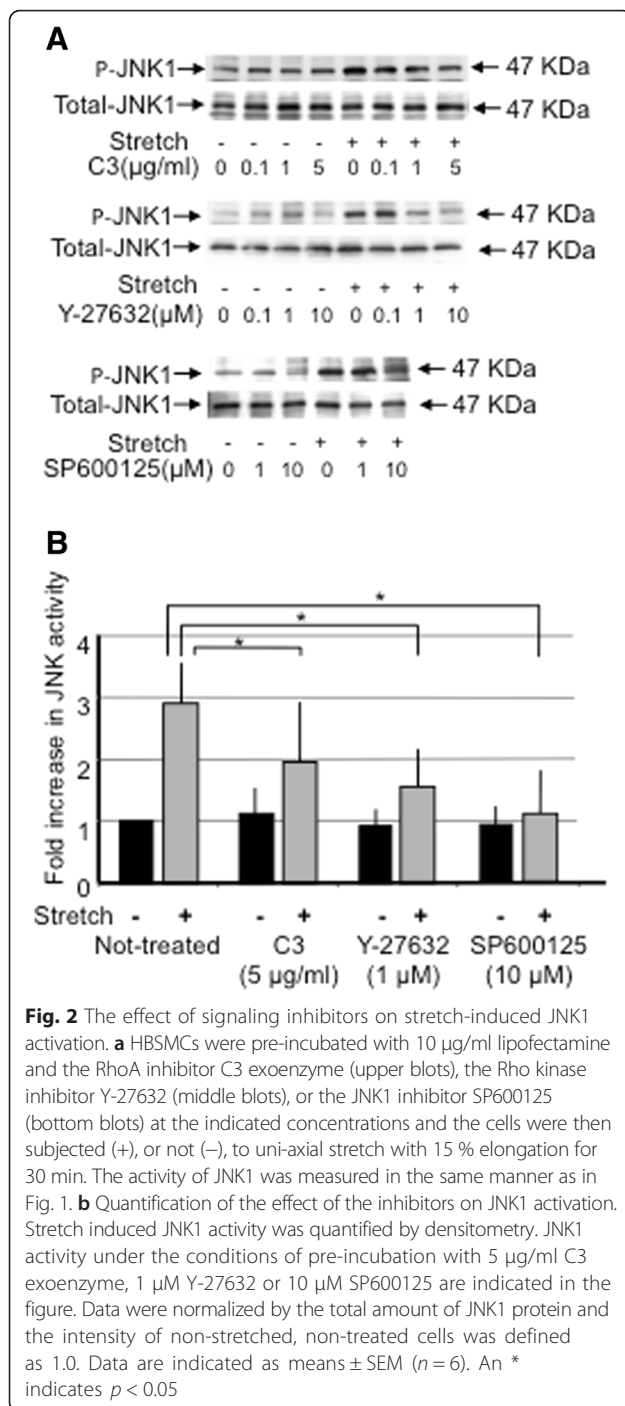 A
P-JNK1→ ← 47 KDa
Total-JNK1→ ← 47 KDa
Stretch - - - - + + + +
C3(µg/ml) 0 0.1 1 5 0 0.1 1 5
P-JNK1→ ← 47 KDa
Total-JNK1→ ← 47 KDa
Stretch - - - - + + + +
Y-27632(µM) 0 0.1 1 10 0 0.1 1 10
P-JNK1→ ← 47 KDa
Total-JNK1→ ← 47 KDa
Stretch - - - + + +
SP600125(µM) 0 1 10 0 1 10
B
*
*
*
Fold increase in JNK activity
4
3
2
1
0
Stretch - + - + - + - +
Not-treated C3 Y-27632 SP600125
(5 µg/ml) (1 µM) (10 µM)
Fig. 2 The effect of signaling inhibitors on stretch-induced JNK1
activation. a HBSMCs were pre-incubated with 10 µg/ml lipofectamine
and the RhoA inhibitor C3 exoenzyme (upper blots), the Rho kinase
inhibitor Y-27632 (middle blots), or the JNK1 inhibitor SP600125
(bottom blots) at the indicated concentrations and the cells were then
subjected (+), or not (−), to uni-axial stretch with 15 % elongation for
30 min. The activity of JNK1 was measured in the same manner as in
Fig. 1. b Quantification of the effect of the inhibitors on JNK1 activation.
Stretch induced JNK1 activity was quantified by densitometry. JNK1
activity under the conditions of pre-incubation with 5 µg/ml C3
exoenzyme, 1 µM Y-27632 or 10 µM SP600125 are indicated in the
figure. Data were normalized by the total amount of JNK1 protein and
the intensity of non-stretched, non-treated cells was defined
as 1.0. Data are indicated as means ± SEM (n = 6). An *
indicates p < 0.05